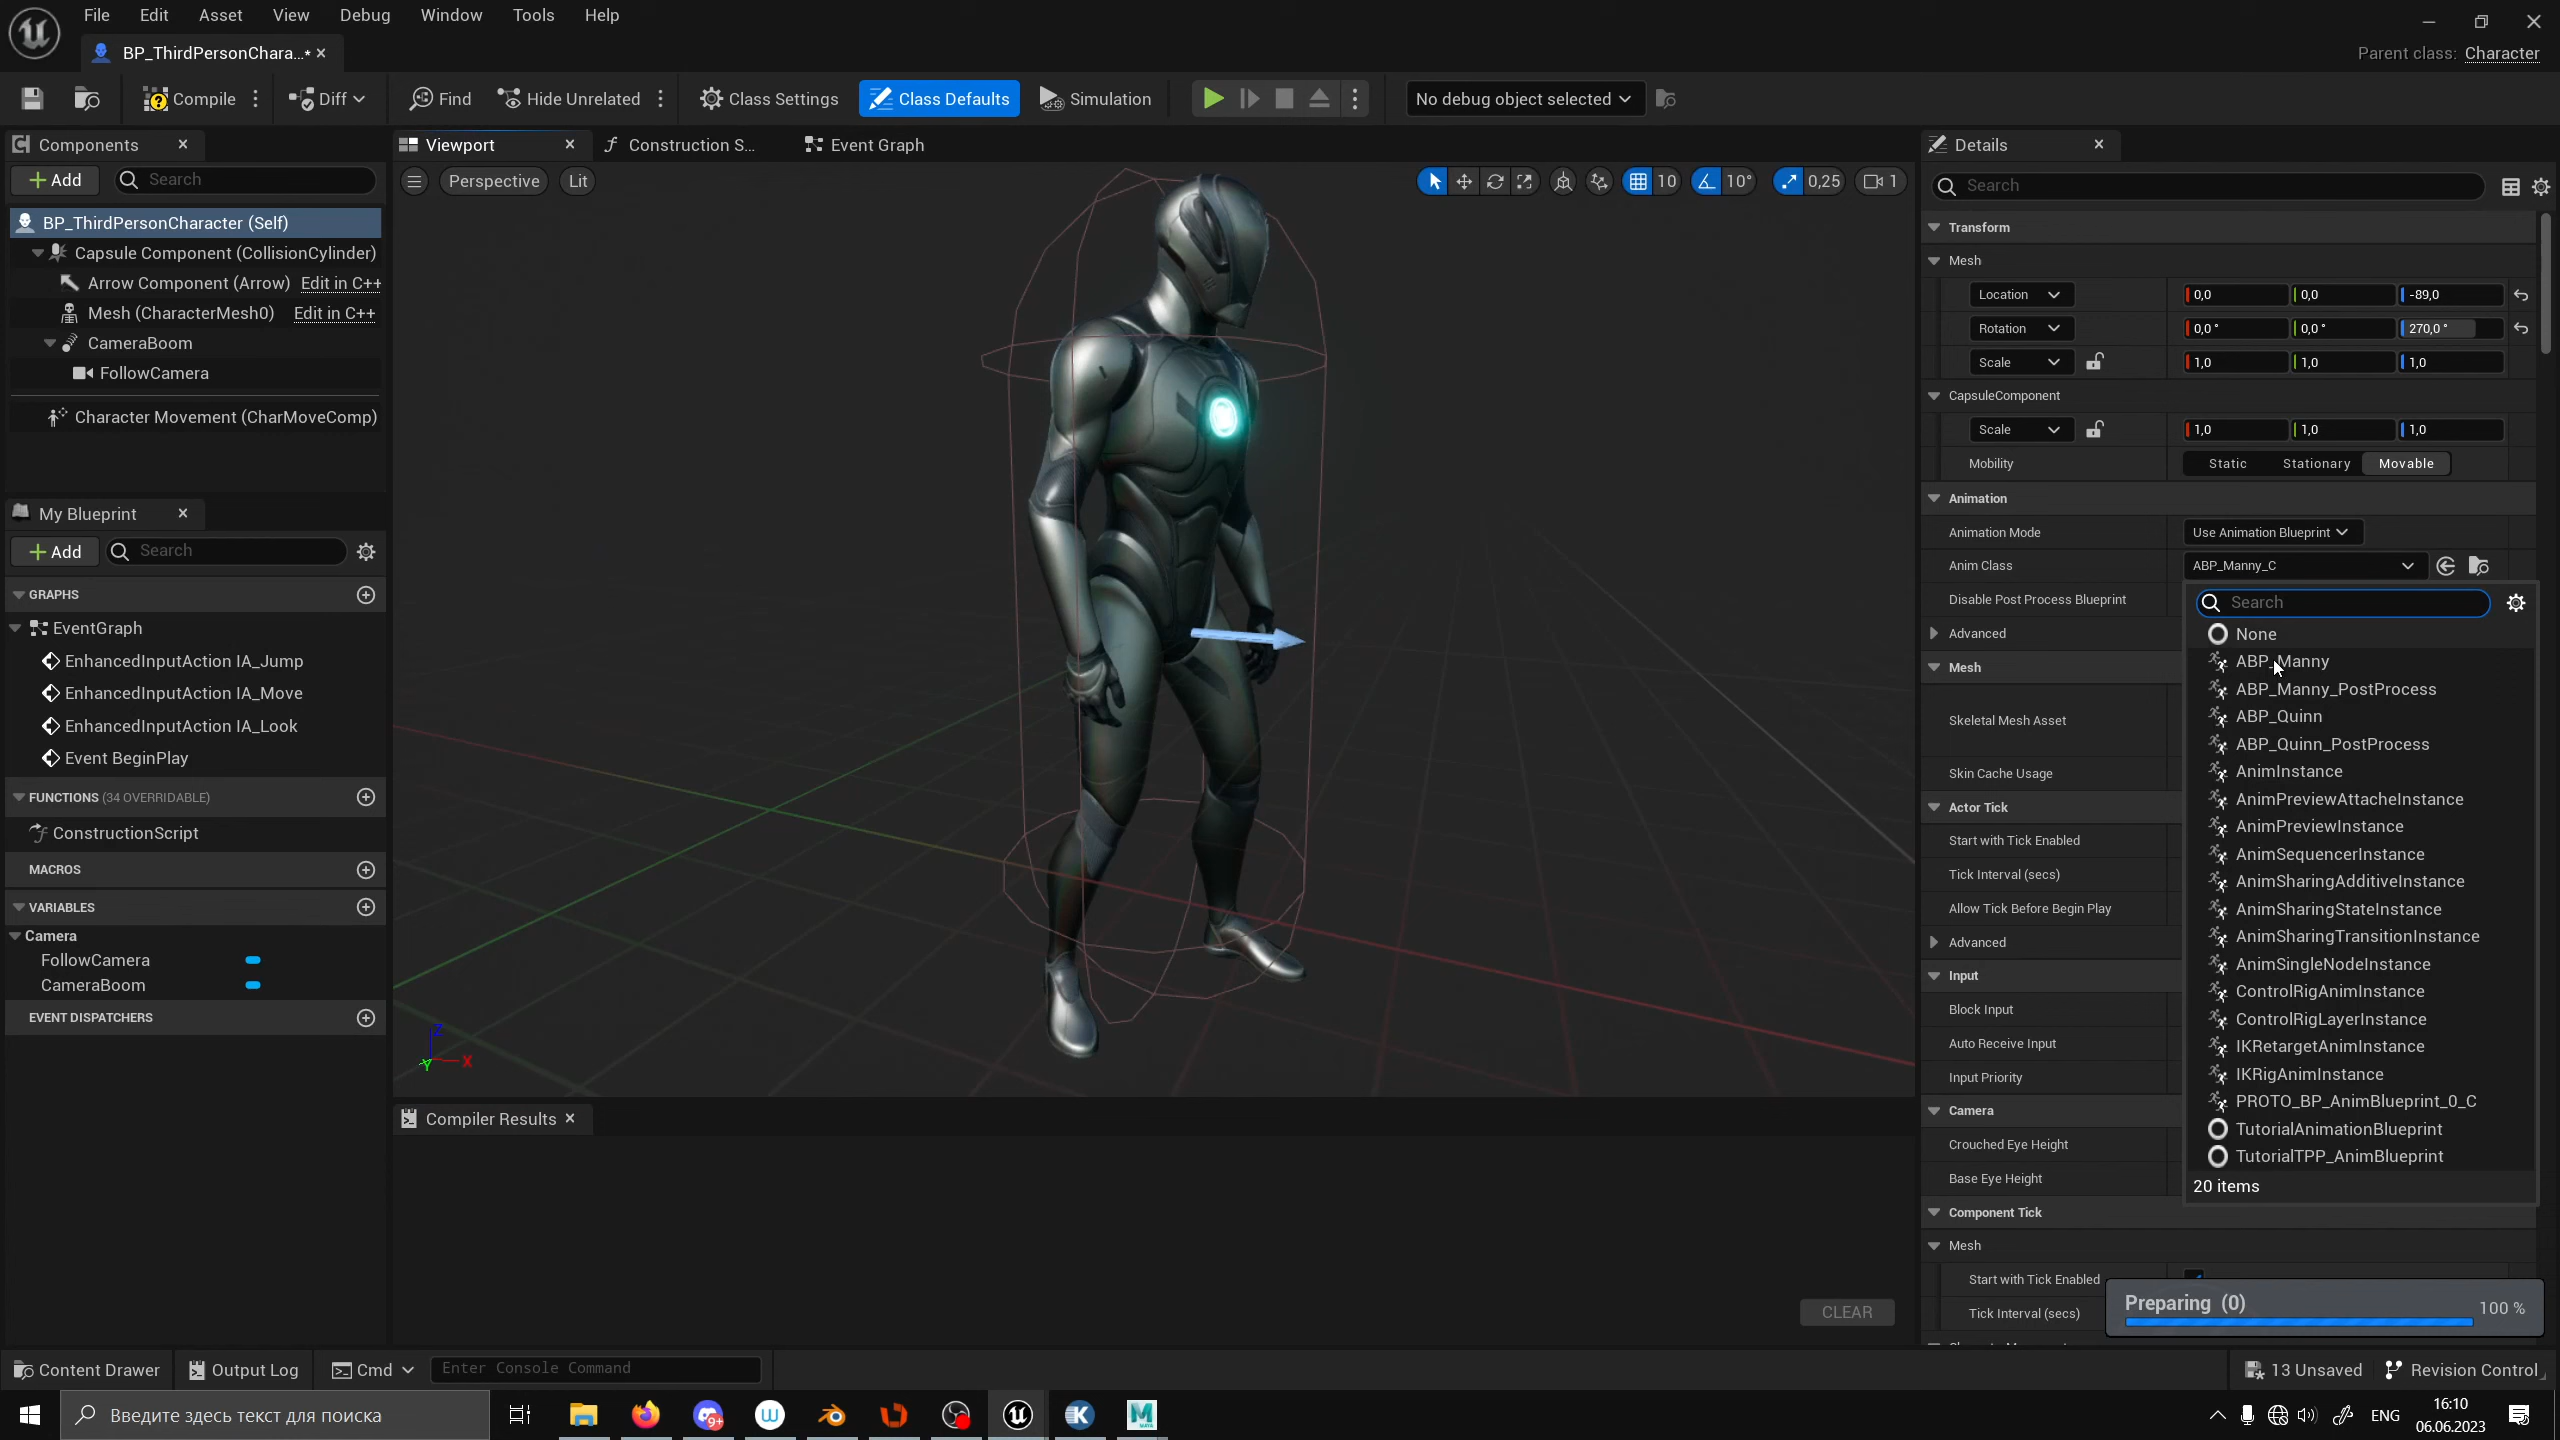 File Edit Asset View Debug Window Tools Help
BP_ThirdPersonChara...*
Parent class: Character
Compile Diff Find Hide Unrelated Class Settings Class Defaults Simulation No debug object selected
Components
Add Search
BP_ThirdPersonCharacter (Self)
Capsule Component (CollisionCylinder)
Arrow Component (Arrow) Edit in C++
Mesh (CharacterMesh0) Edit in C++
CameraBoom
FollowCamera
Character Movement (CharMoveComp)
My Blueprint
Add Search
GRAPHS
EventGraph
EnhancedInputAction IA_Jump
EnhancedInputAction IA_Move
EnhancedInputAction IA_Look
Event BeginPlay
FUNCTIONS (34 OVERRIDABLE)
ConstructionScript
MACROS
VARIABLES
Camera
FollowCamera
CameraBoom
EVENT DISPATCHERS
Viewport Construction S... Event Graph
Perspective Lit 10 10° 0,25 1
Z
X
Y
Compiler Results
CLEAR
Details
Search
Transform
Mesh
Location 0,0 0,0 -89,0
Rotation 0,0 ° 0,0 ° 270,0 °
Scale 1,0 1,0 1,0
CapsuleComponent
Scale 1,0 1,0 1,0
Mobility Static Stationary Movable
Animation
Animation Mode Use Animation Blueprint
Anim Class ABP_Manny_C
Disable Post Process Blueprint
Advanced
Mesh
Skeletal Mesh Asset
Skin Cache Usage
Actor Tick
Start with Tick Enabled
Tick Interval (secs)
Allow Tick Before Begin Play
Advanced
Input
Block Input
Auto Receive Input
Input Priority
Camera
Crouched Eye Height
Base Eye Height
Component Tick
Mesh
Start with Tick Enabled
Tick Interval (secs)
Search
None
ABP_Manny
ABP_Manny_PostProcess
ABP_Quinn
ABP_Quinn_PostProcess
AnimInstance
AnimPreviewAttacheInstance
AnimPreviewInstance
AnimSequencerInstance
AnimSharingAdditiveInstance
AnimSharingStateInstance
AnimSharingTransitionInstance
AnimSingleNodeInstance
ControlRigAnimInstance
ControlRigLayerInstance
IKRetargetAnimInstance
IKRigAnimInstance
PROTO_BP_AnimBlueprint_0_C
TutorialAnimationBlueprint
TutorialTPP_AnimBlueprint
20 items
Preparing (0) 100 %
Content Drawer Output Log Cmd Enter Console Command 13 Unsaved Revision Control
Введите здесь текст для поиска
9+
ENG
16:10
06.06.2023